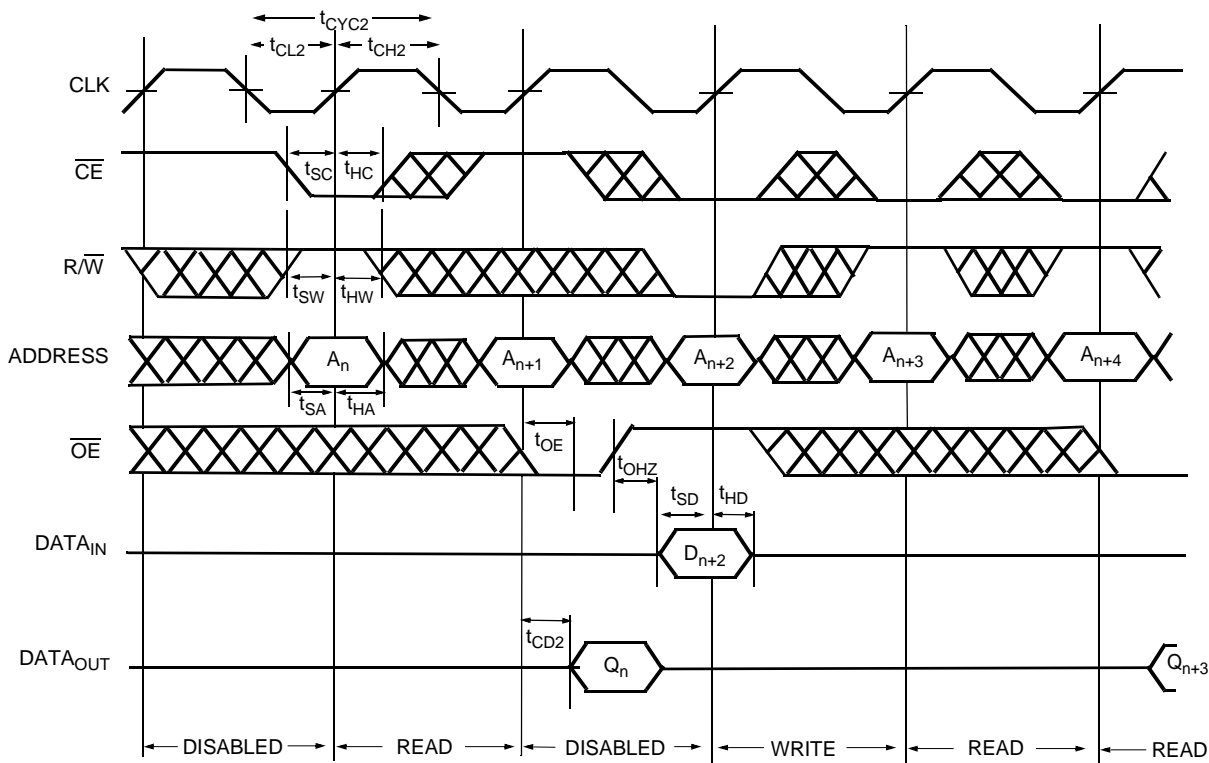 tCYC2
tCL2 tCH2
CLK
tSC tHC
CE
R/W
tSW tHW
ADDRESS An An+1 An+2 An+3 An+4
tSA tHA
OE tOE
tOHZ
tSD tHD
DATAIN Dn+2
tCD2
DATAOUT Qn Qn+3
DISABLED READ DISABLED WRITE READ READ